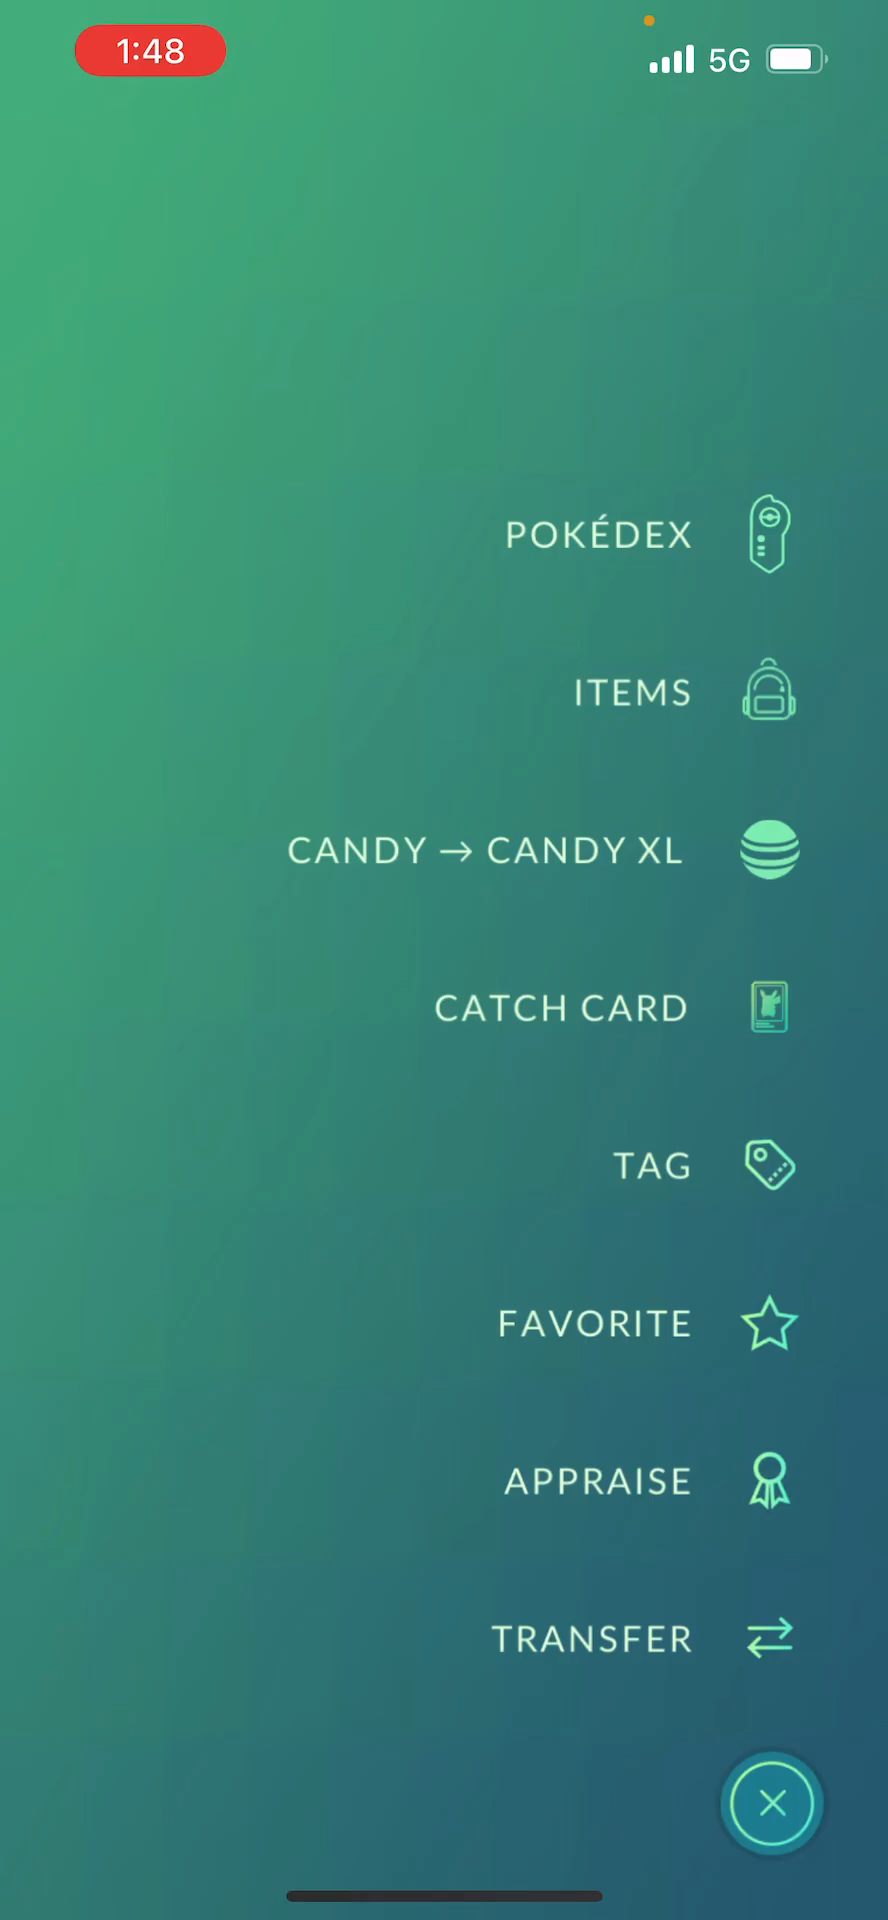 1:48
5G
POKÉDEX
ITEMS
CANDY → CANDY XL
CATCH CARD
TAG
FAVORITE
APPRAISE
TRANSFER